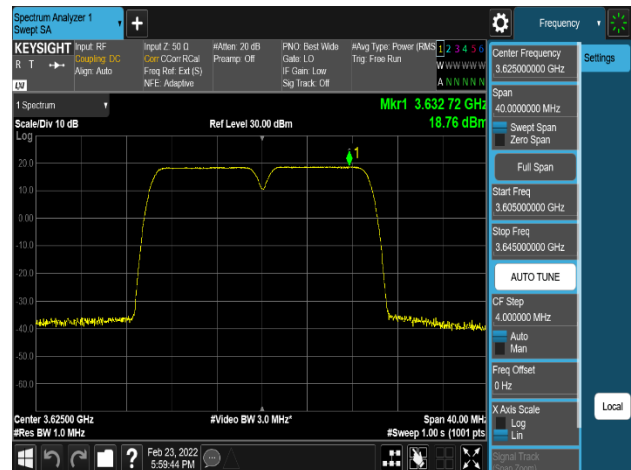 Spectrum Analyzer 1
Swept SA
Frequency
KEYSIGHT
R T
LXI
Input: RF
Coupling: DC
Align: Auto
Input Z: 50 Ω
Corr CCorr RCal
Freq Ref: Ext (S)
NFE: Adaptive
#Atten: 20 dB
Preamp: Off
PNO: Best Wide
Gate: LO
IF Gain: Low
Sig Track: Off
#Avg Type: Power (RMS
Trig: Free Run
1 2 3 4 5 6
W W W W W W
A N N N N N
1 Spectrum
Scale/Div 10 dB
Log
Ref Level 30.00 dBm
Mkr1 3.632 72 GHz
18.76 dBm
1
20.0
10.0
0.00
-10.0
-20.0
-30.0
-40.0
-50.0
-60.0
Center 3.62500 GHz
#Res BW 1.0 MHz
#Video BW 3.0 MHz*
Span 40.00 MHz
#Sweep 1.00 s (1001 pts
Feb 23, 2022
5:59:44 PM
Center Frequency
3.625000000 GHz
Span
40.0000000 MHz
Swept Span
Zero Span
Full Span
Start Freq
3.605000000 GHz
Stop Freq
3.645000000 GHz
AUTO TUNE
CF Step
4.000000 MHz
Auto
Man
Freq Offset
0 Hz
X Axis Scale
Log
Lin
Signal Track
(Span Zoom)
Settings
Local